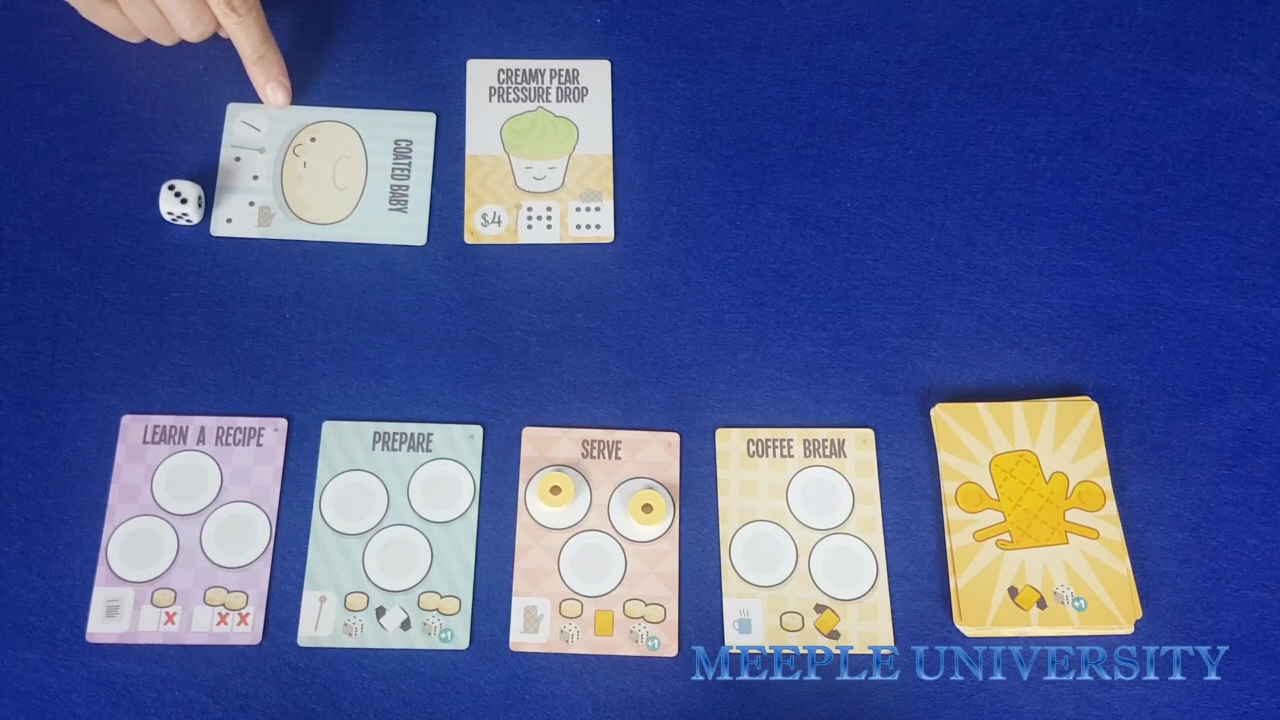 CREAMY PEAR
PRESSURE DROP
COATED BABY
$4
LEARN A RECIPE
PREPARE
SERVE
COFFEE BREAK
X
X X
+1
+1
+1
MEEPLE UNIVERSITY